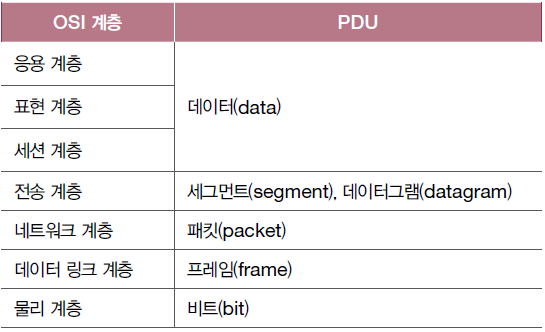 OSI 계층 PDU
응용 계층
표현 계층 데이터(data)
세션 계층
전송 계층 세그먼트(segment), 데이터그램(datagram)
네트워크 계층 패킷(packet)
데이터 링크 계층 프레임(frame)
물리 계층 비트(bit)